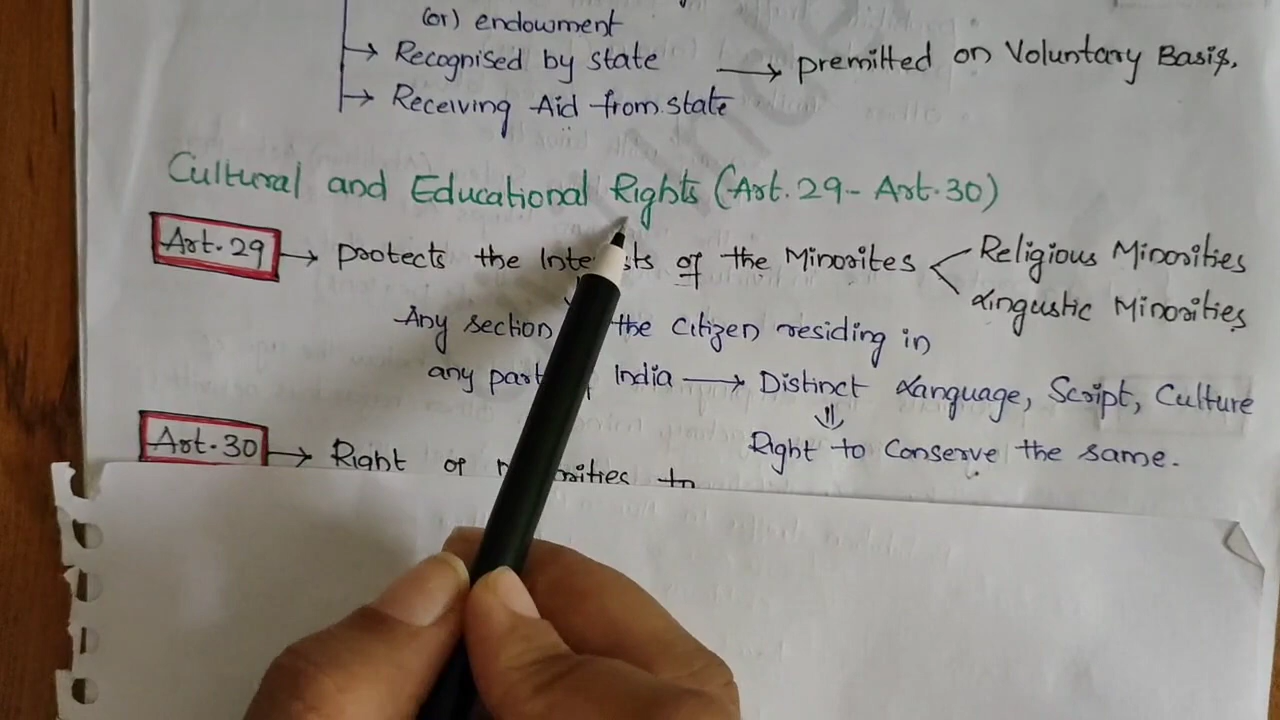 (or) endowment
→ Recognised by state → premitted on Voluntary Basis.
→ Receiving Aid from state
Cultural and Educational Rights (Art. 29 - Art. 30)
Art. 29 → protects the of the Minorites
Religious Minorities
Lingustic Minorities
Any section the Citizen residing in
any part India → Distinct Language, Script, Culture
⇓
Right to Conserve the same.
Art. 30 → Right of to